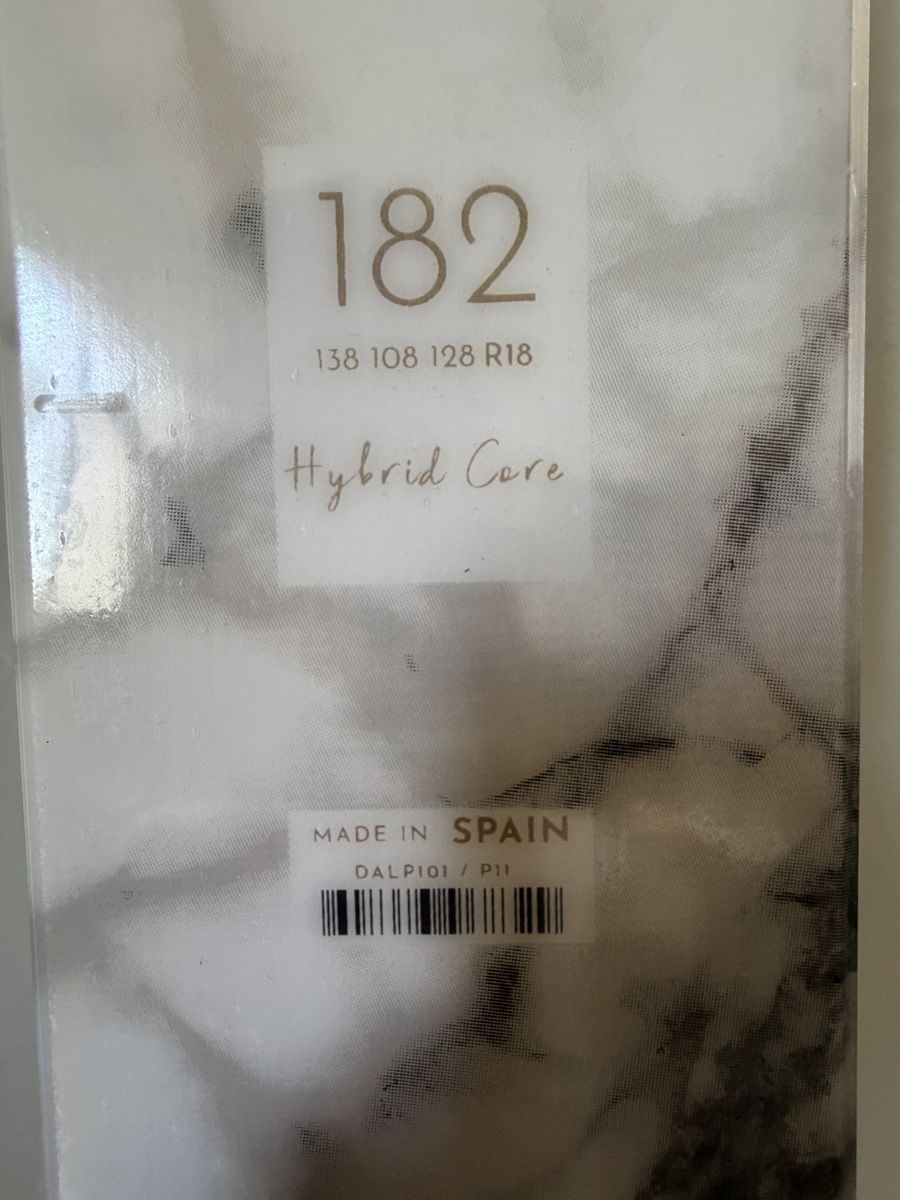 182
138 108 128 R18
Hybrid Core
MADE IN SPAIN
DALP101 / P11